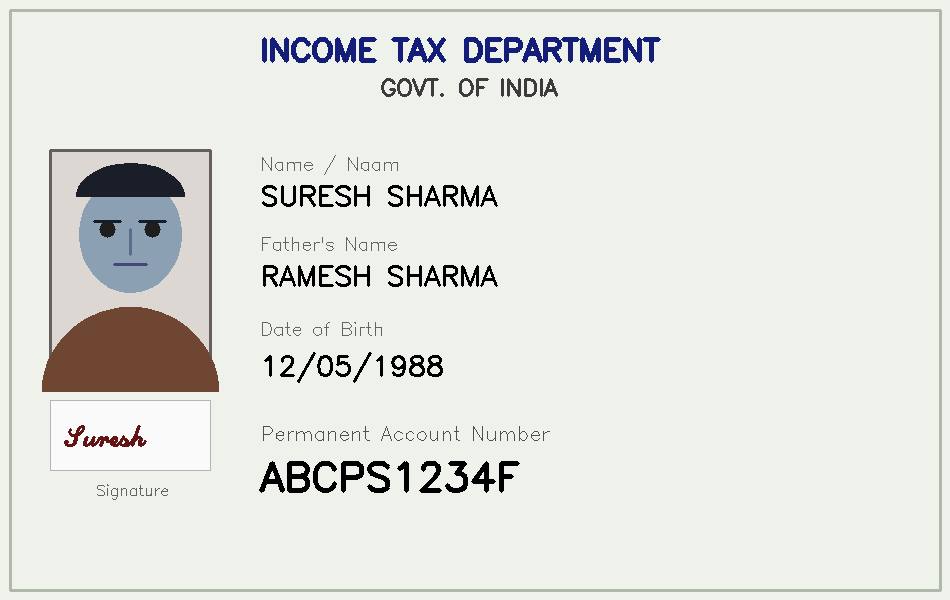 INCOME TAX DEPARTMENT
GOVT. OF INDIA
Name / Naam
SURESH SHARMA
Father's Name
RAMESH SHARMA
Date of Birth
12/05/1988
Permanent Account Number
ABCPS1234F
Suresh
Signature